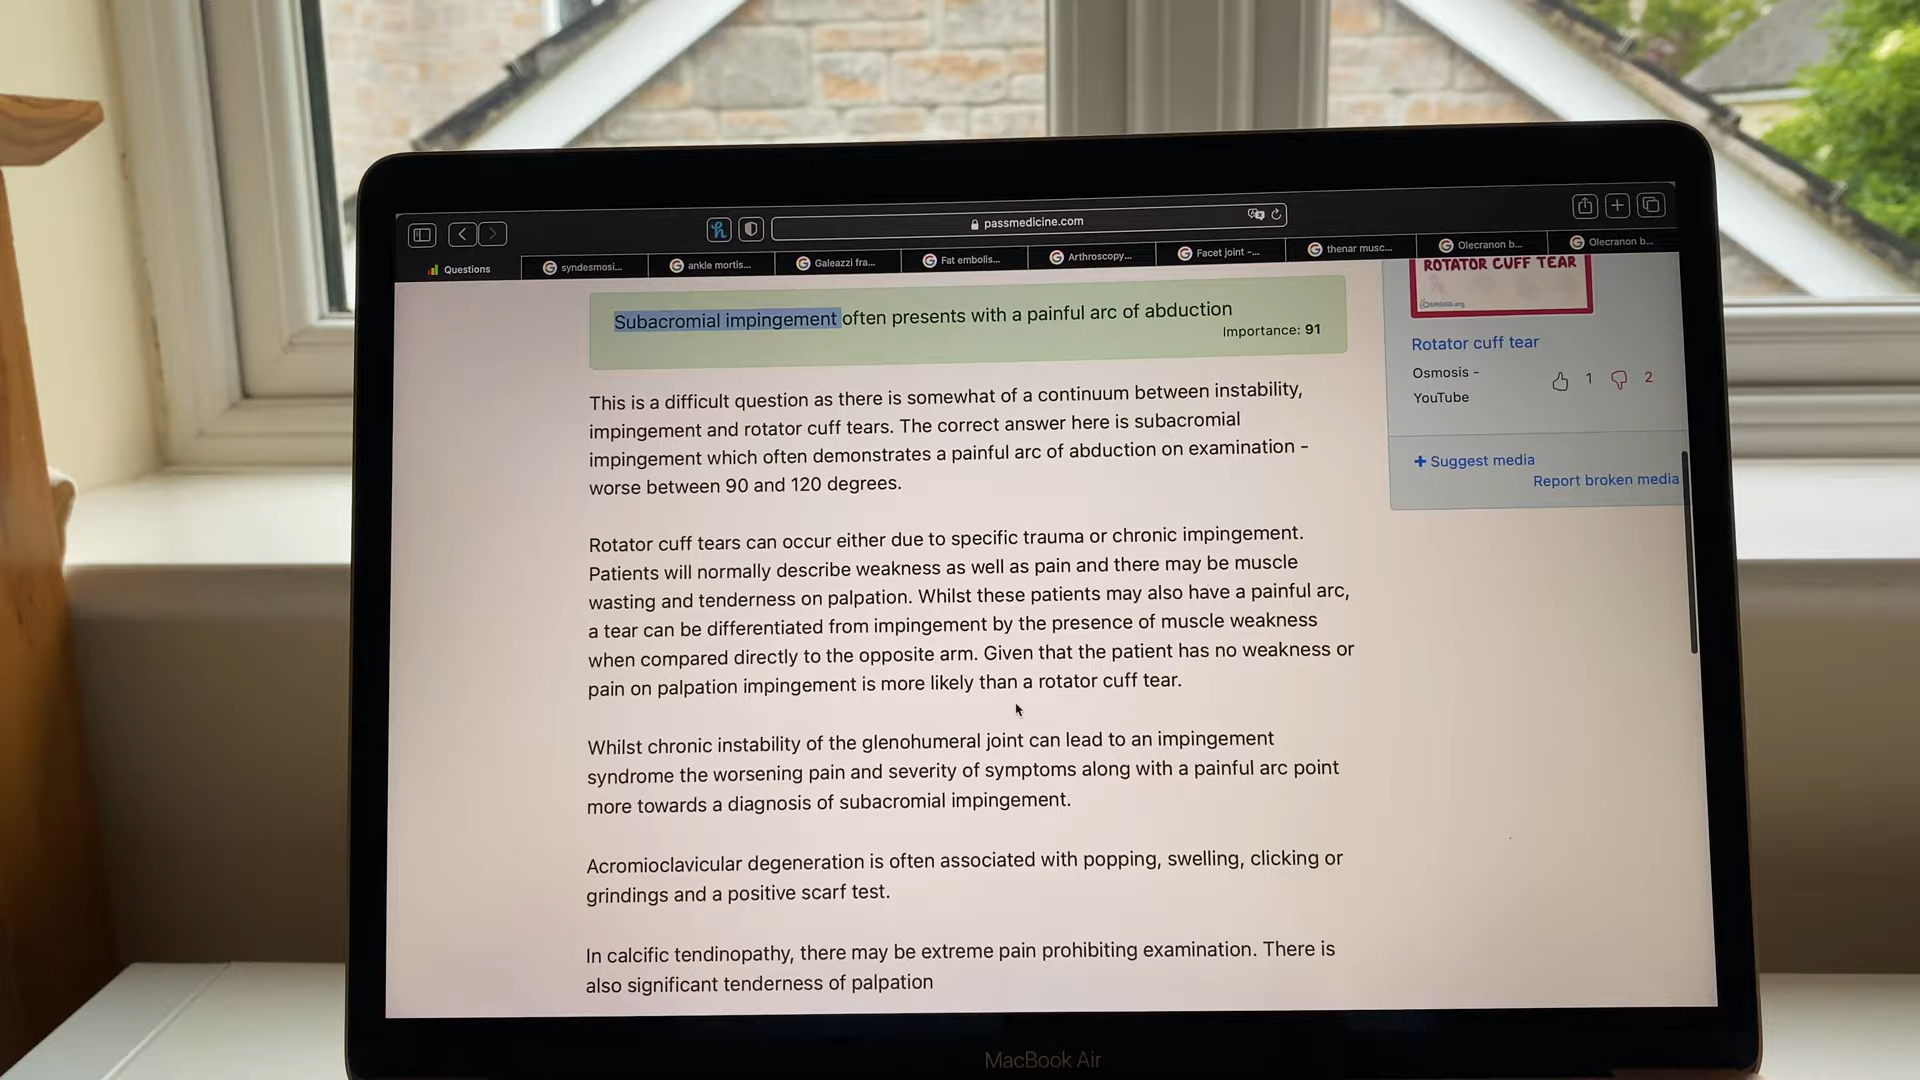 passmedicine.com
Questions
syndesmosi...
ankle mortis...
Galeazzi fra...
Fat embolis...
Arthroscopy...
Facet joint -...
thenar musc...
Olecranon b...
Olecranon b...
Subacromial impingement often presents with a painful arc of abduction
Importance: 91
This is a difficult question as there is somewhat of a continuum between instability,
impingement and rotator cuff tears. The correct answer here is subacromial
impingement which often demonstrates a painful arc of abduction on examination -
worse between 90 and 120 degrees.
Rotator cuff tears can occur either due to specific trauma or chronic impingement.
Patients will normally describe weakness as well as pain and there may be muscle
wasting and tenderness on palpation. Whilst these patients may also have a painful arc,
a tear can be differentiated from impingement by the presence of muscle weakness
when compared directly to the opposite arm. Given that the patient has no weakness or
pain on palpation impingement is more likely than a rotator cuff tear.
Whilst chronic instability of the glenohumeral joint can lead to an impingement
syndrome the worsening pain and severity of symptoms along with a painful arc point
more towards a diagnosis of subacromial impingement.
Acromioclavicular degeneration is often associated with popping, swelling, clicking or
grindings and a positive scarf test.
In calcific tendinopathy, there may be extreme pain prohibiting examination. There is
also significant tenderness of palpation
ROTATOR CUFF TEAR
OSMOSIS.org
Rotator cuff tear
Osmosis -
YouTube
1
2
+ Suggest media
Report broken media
MacBook Air